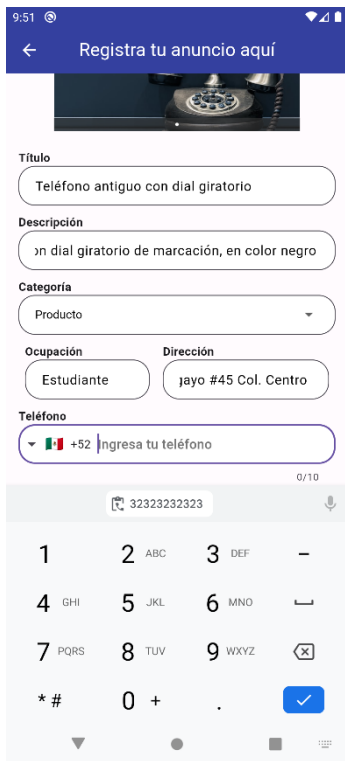 9:51
Registra tu anuncio aquí
Título
Teléfono antiguo con dial giratorio
Descripción
on dial giratorio de marcación, en color negro
Categoría
Producto
Ocupación Dirección
Estudiante gayo #45 Col. Centro
Teléfono
+52 Ingresa tu teléfono
0/10
32323232323
1 2 ABC 3 DEF −
4 GHI 5 JKL 6 MNO
7 PQRS 8 TUV 9 WXYZ
* # 0 + .